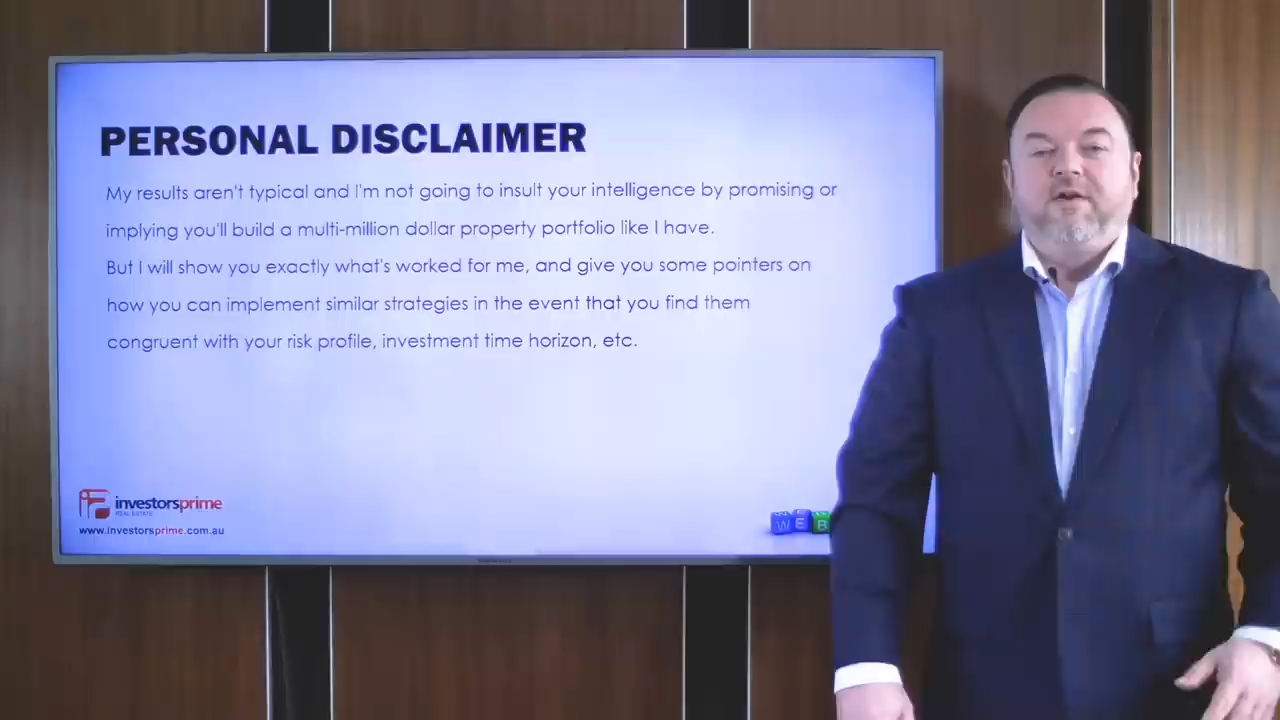 PERSONAL DISCLAIMER
My results aren't typical and I'm not going to insult your intelligence by promising or
implying you'll build a multi-million dollar property portfolio like I have.
But I will show you exactly what's worked for me, and give you some pointers on
how you can implement similar strategies in the event that you find them
congruent with your risk profile, investment time horizon, etc.
investorsprime
REAL ESTATE
www.investorsprime.com.au
WEB